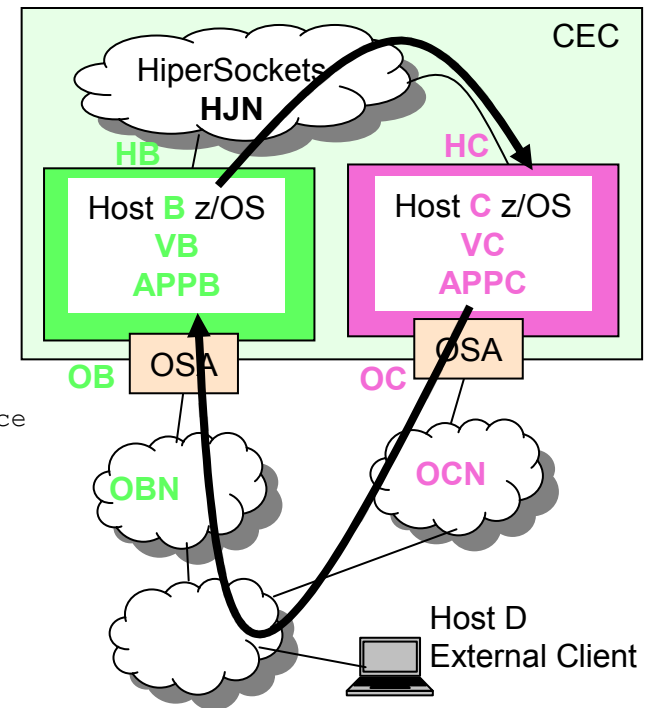 CEC
HiperSockets
HJN
HB
HC
Host B z/OS
VB
APPB
Host C z/OS
VC
APPC
OB
OSA
OC
OSA
ce
OBN
OCN
Host D
External Client